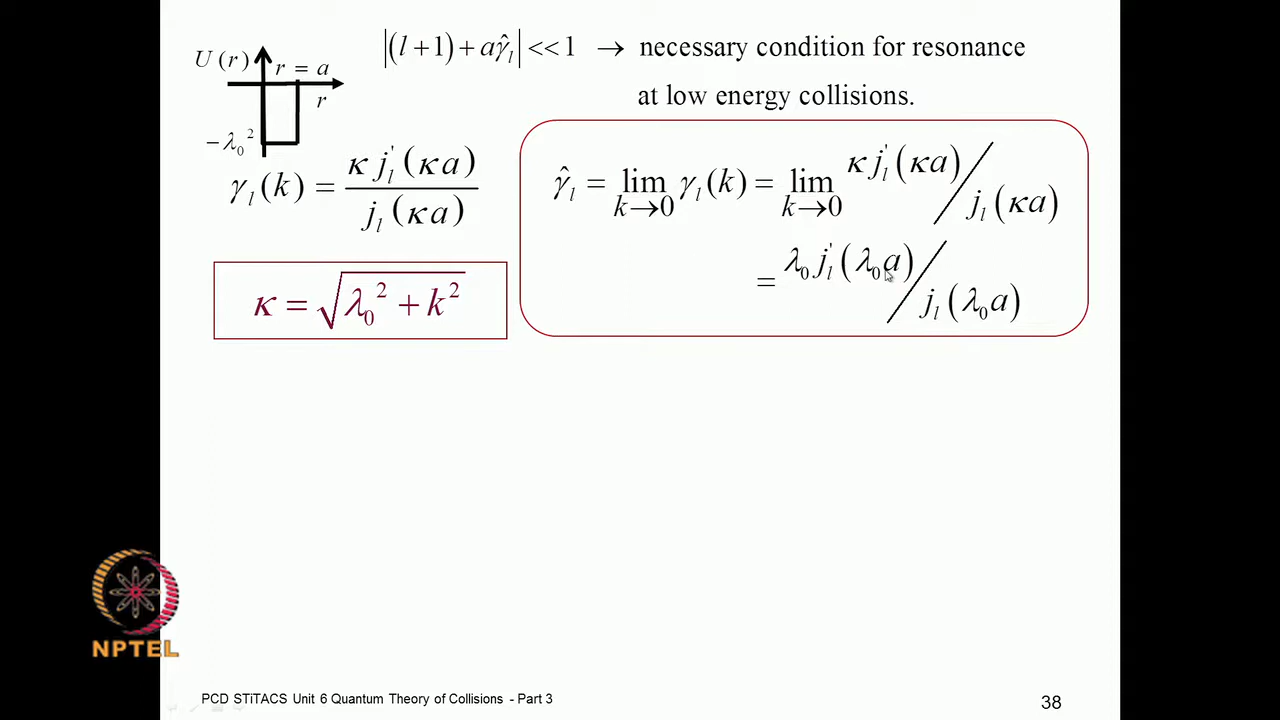 U(r) r = a
r
−λ₀²
|(l+1)+aγ̂ₗ| << 1 → necessary condition for resonance
at low energy collisions.
γₗ(k) = κ jₗ'(κa) / jₗ(κa)
κ = √(λ₀² + k²)
γ̂ₗ = lim k→0 γₗ(k) = lim k→0 κ jₗ'(κa) / jₗ(κa)
= λ₀ jₗ'(λ₀a) / jₗ(λ₀a)
NPTEL
PCD STiTACS Unit 6 Quantum Theory of Collisions - Part 3
38